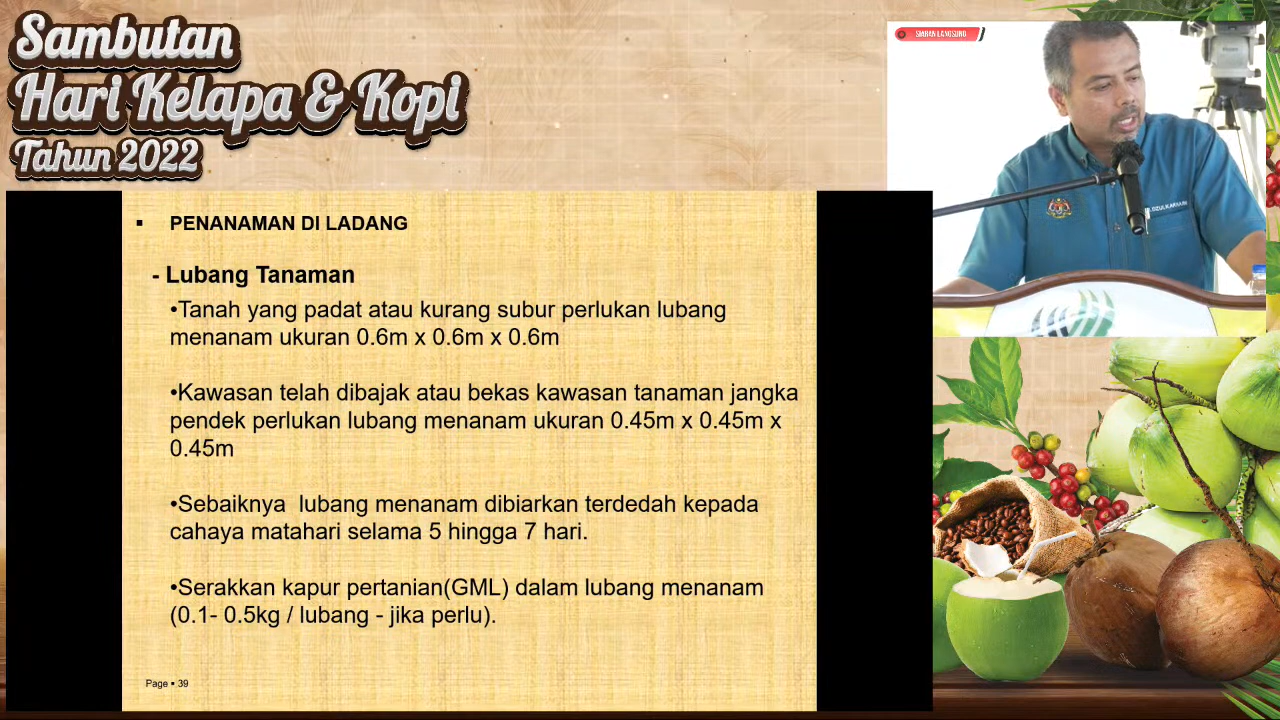 Sambutan
Hari Kelapa & Kopi
Tahun 2022
SIARAN LANGSUNG
▪ PENANAMAN DI LADANG
- Lubang Tanaman
•Tanah yang padat atau kurang subur perlukan lubang
menanam ukuran 0.6m x 0.6m x 0.6m
•Kawasan telah dibajak atau bekas kawasan tanaman jangka
pendek perlukan lubang menanam ukuran 0.45m x 0.45m x
0.45m
•Sebaiknya  lubang menanam dibiarkan terdedah kepada
cahaya matahari selama 5 hingga 7 hari.
•Serakkan kapur pertanian(GML) dalam lubang menanam
(0.1- 0.5kg / lubang - jika perlu).
Page ▪ 39